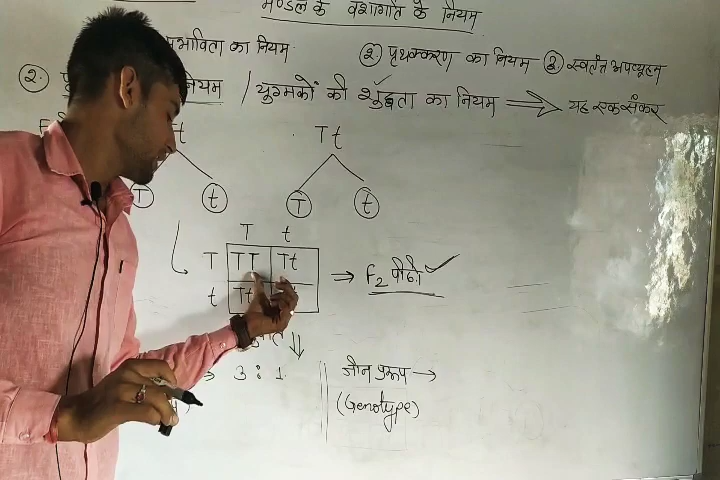 मेण्डल के वंशागति के नियम
प्रभाविता का नियम ② पृथक्करण का नियम ③ स्वतंत्र अपव्यूहन
② नियम / युग्मकों की शुद्धता का नियम ⇒ यह एकसंकर
t Tt
T t T t
T t
T TT Tt
t Tt
⇒ F₂ पीढ़ी ✓
⇓
3 : 1
जीन प्ररूप →
(Genotype)